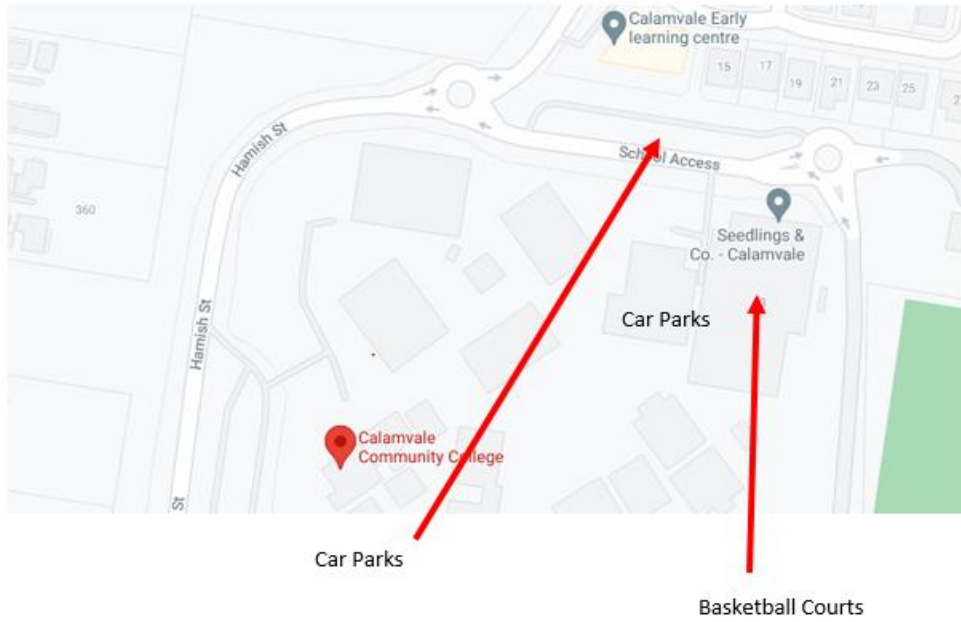 Calamvale Early
learning centre
15
17
19
21
23
25
Hamish St
School Access
360
Seedlings &
Co. - Calamvale
Car Parks
Hamish St
Calamvale
Community College
St
Car Parks
Basketball Courts